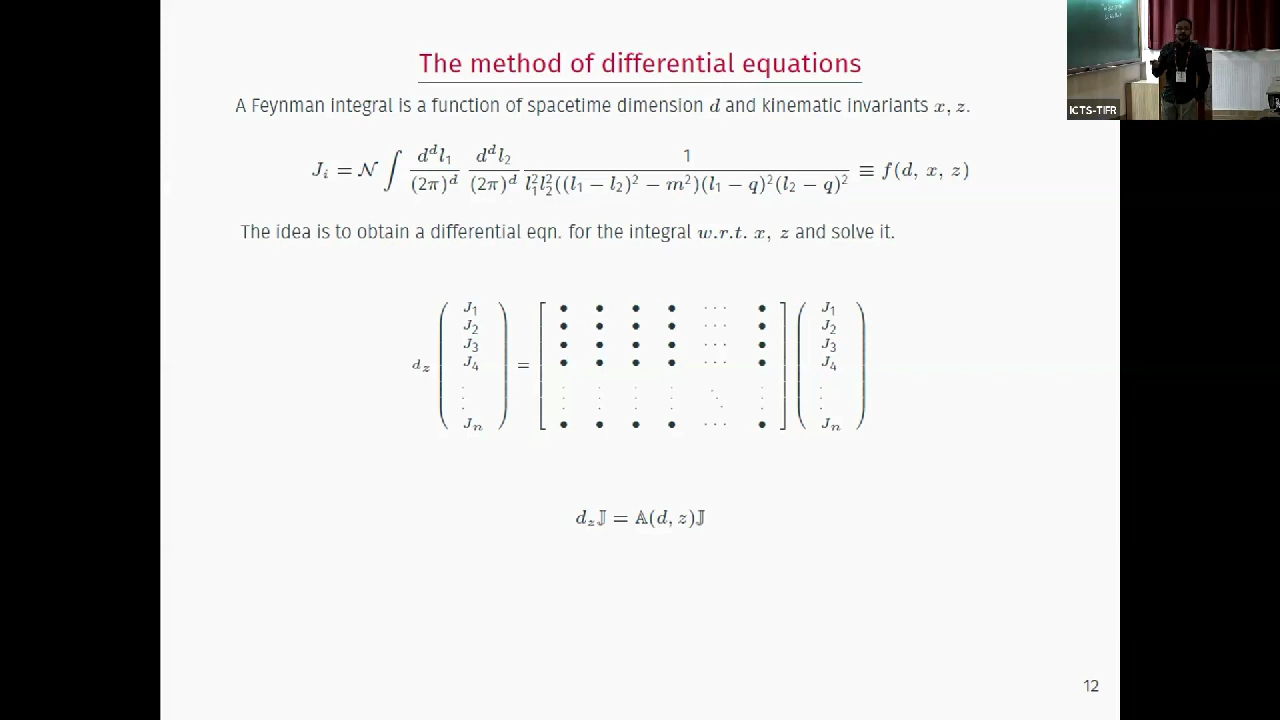 The method of differential equations
A Feynman integral is a function of spacetime dimension d and kinematic invariants x, z.
J_i = 𝒩 ∫ d^d l_1/(2π)^d d^d l_2/(2π)^d 1/(l_1^2 l_2^2((l_1 − l_2)^2 − m^2)(l_1 − q)^2(l_2 − q)^2) ≡ f(d, x, z)
The idea is to obtain a differential eqn. for the integral w.r.t. x, z and solve it.
J_1 • • • • ··· • J_1
J_2 • • • • ··· • J_2
J_3 • • • • ··· • J_3
d_z J_4 = • • • • ··· • J_4
⋮ ⋮ ⋮ ⋮ ⋮ ⋱ ⋮ ⋮
J_n • • • • ··· • J_n
d_z 𝕁 = 𝔸(d, z)𝕁
12
ICTS-TIFR